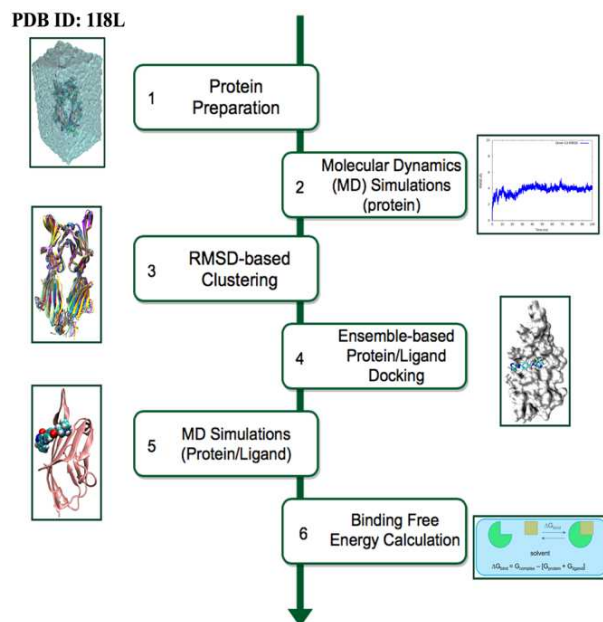 PDB ID: 1I8L
1
Protein
Preparation
2
Molecular Dynamics
(MD) Simulations
(protein)
3
RMSD-based
Clustering
4
Ensemble-based
Protein/Ligand
Docking
5
MD Simulations
(Protein/Ligand)
6
Binding Free
Energy Calculation
solvent
ΔGbind = Gcomplex – [Gprotein + Gligand]